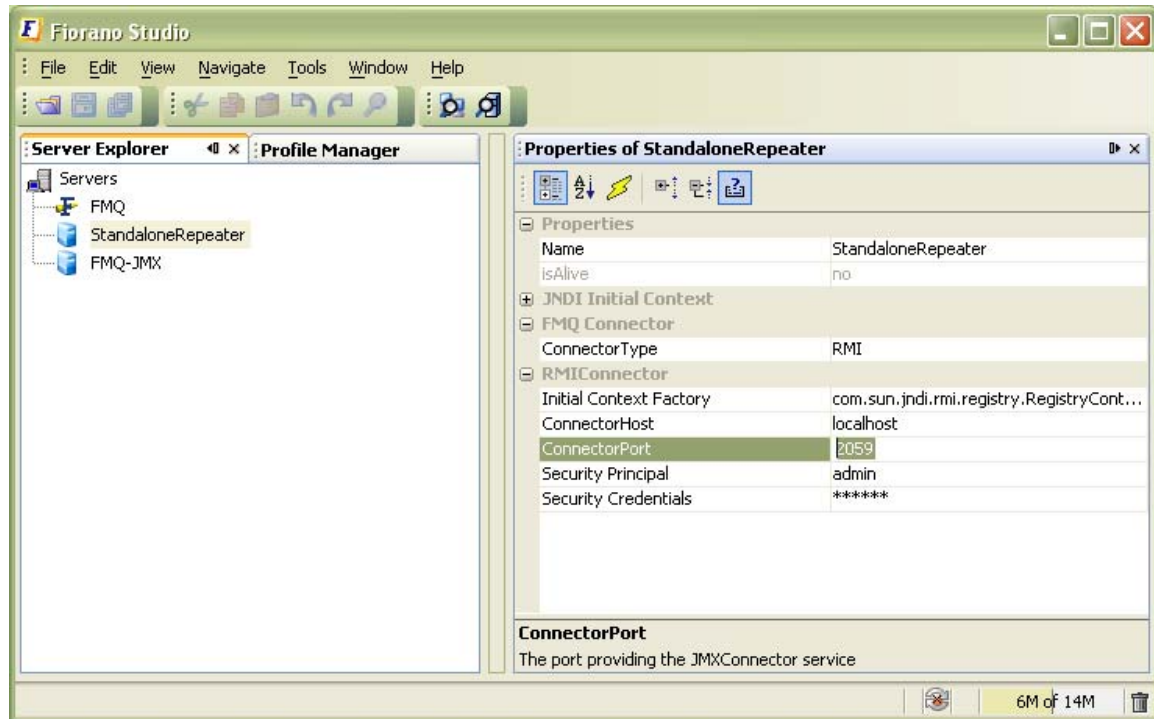 Fiorano Studio
File Edit View Navigate Tools Window Help
Server Explorer Profile Manager
Servers
FMQ
StandaloneRepeater
FMQ-JMX
Properties of StandaloneRepeater
Properties
Name StandaloneRepeater
isAlive no
JNDI Initial Context
FMQ Connector
ConnectorType RMI
RMIConnector
Initial Context Factory com.sun.jndi.rmi.registry.RegistryCont...
ConnectorHost localhost
ConnectorPort 2059
Security Principal admin
Security Credentials ******
ConnectorPort
The port providing the JMXConnector service
6M of 14M